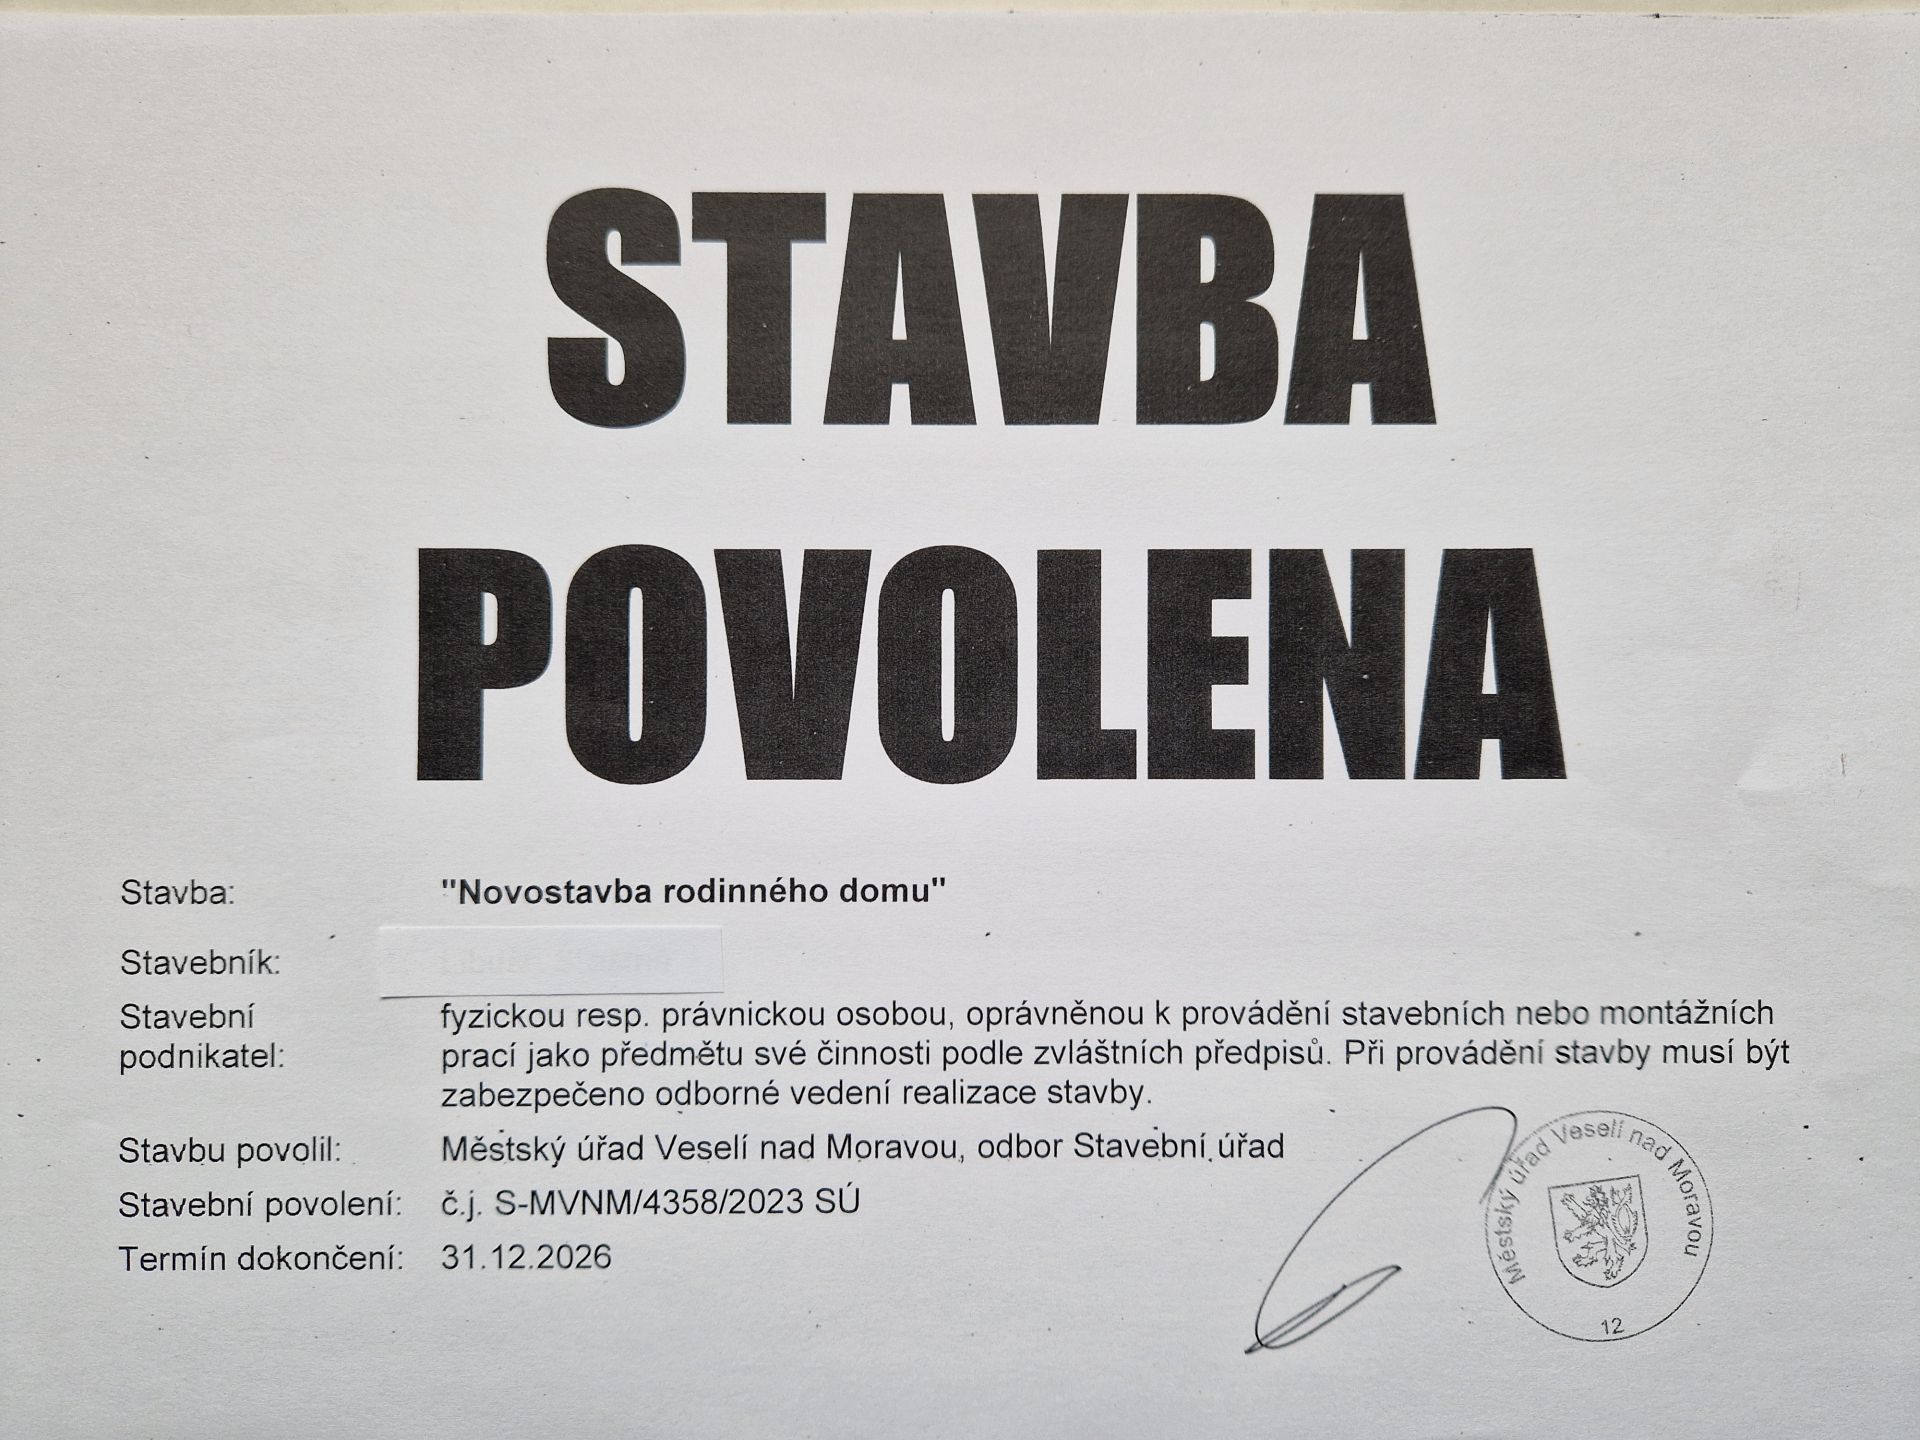 STAVBA
POVOLENA
Stavba: "Novostavba rodinného domu"
Stavebník:
Stavební podnikatel: fyzickou resp. právnickou osobou, oprávněnou k provádění stavebních nebo montážních
prací jako předmětu své činnosti podle zvláštních předpisů. Při provádění stavby musí být
zabezpečeno odborné vedení realizace stavby.
Stavbu povolil: Městský úřad Veselí nad Moravou, odbor Stavební úřad
Stavební povolení: č.j. S-MVNM/4358/2023 SÚ
Termín dokončení: 31.12.2026
Městský úřad Veselí nad Moravou
12